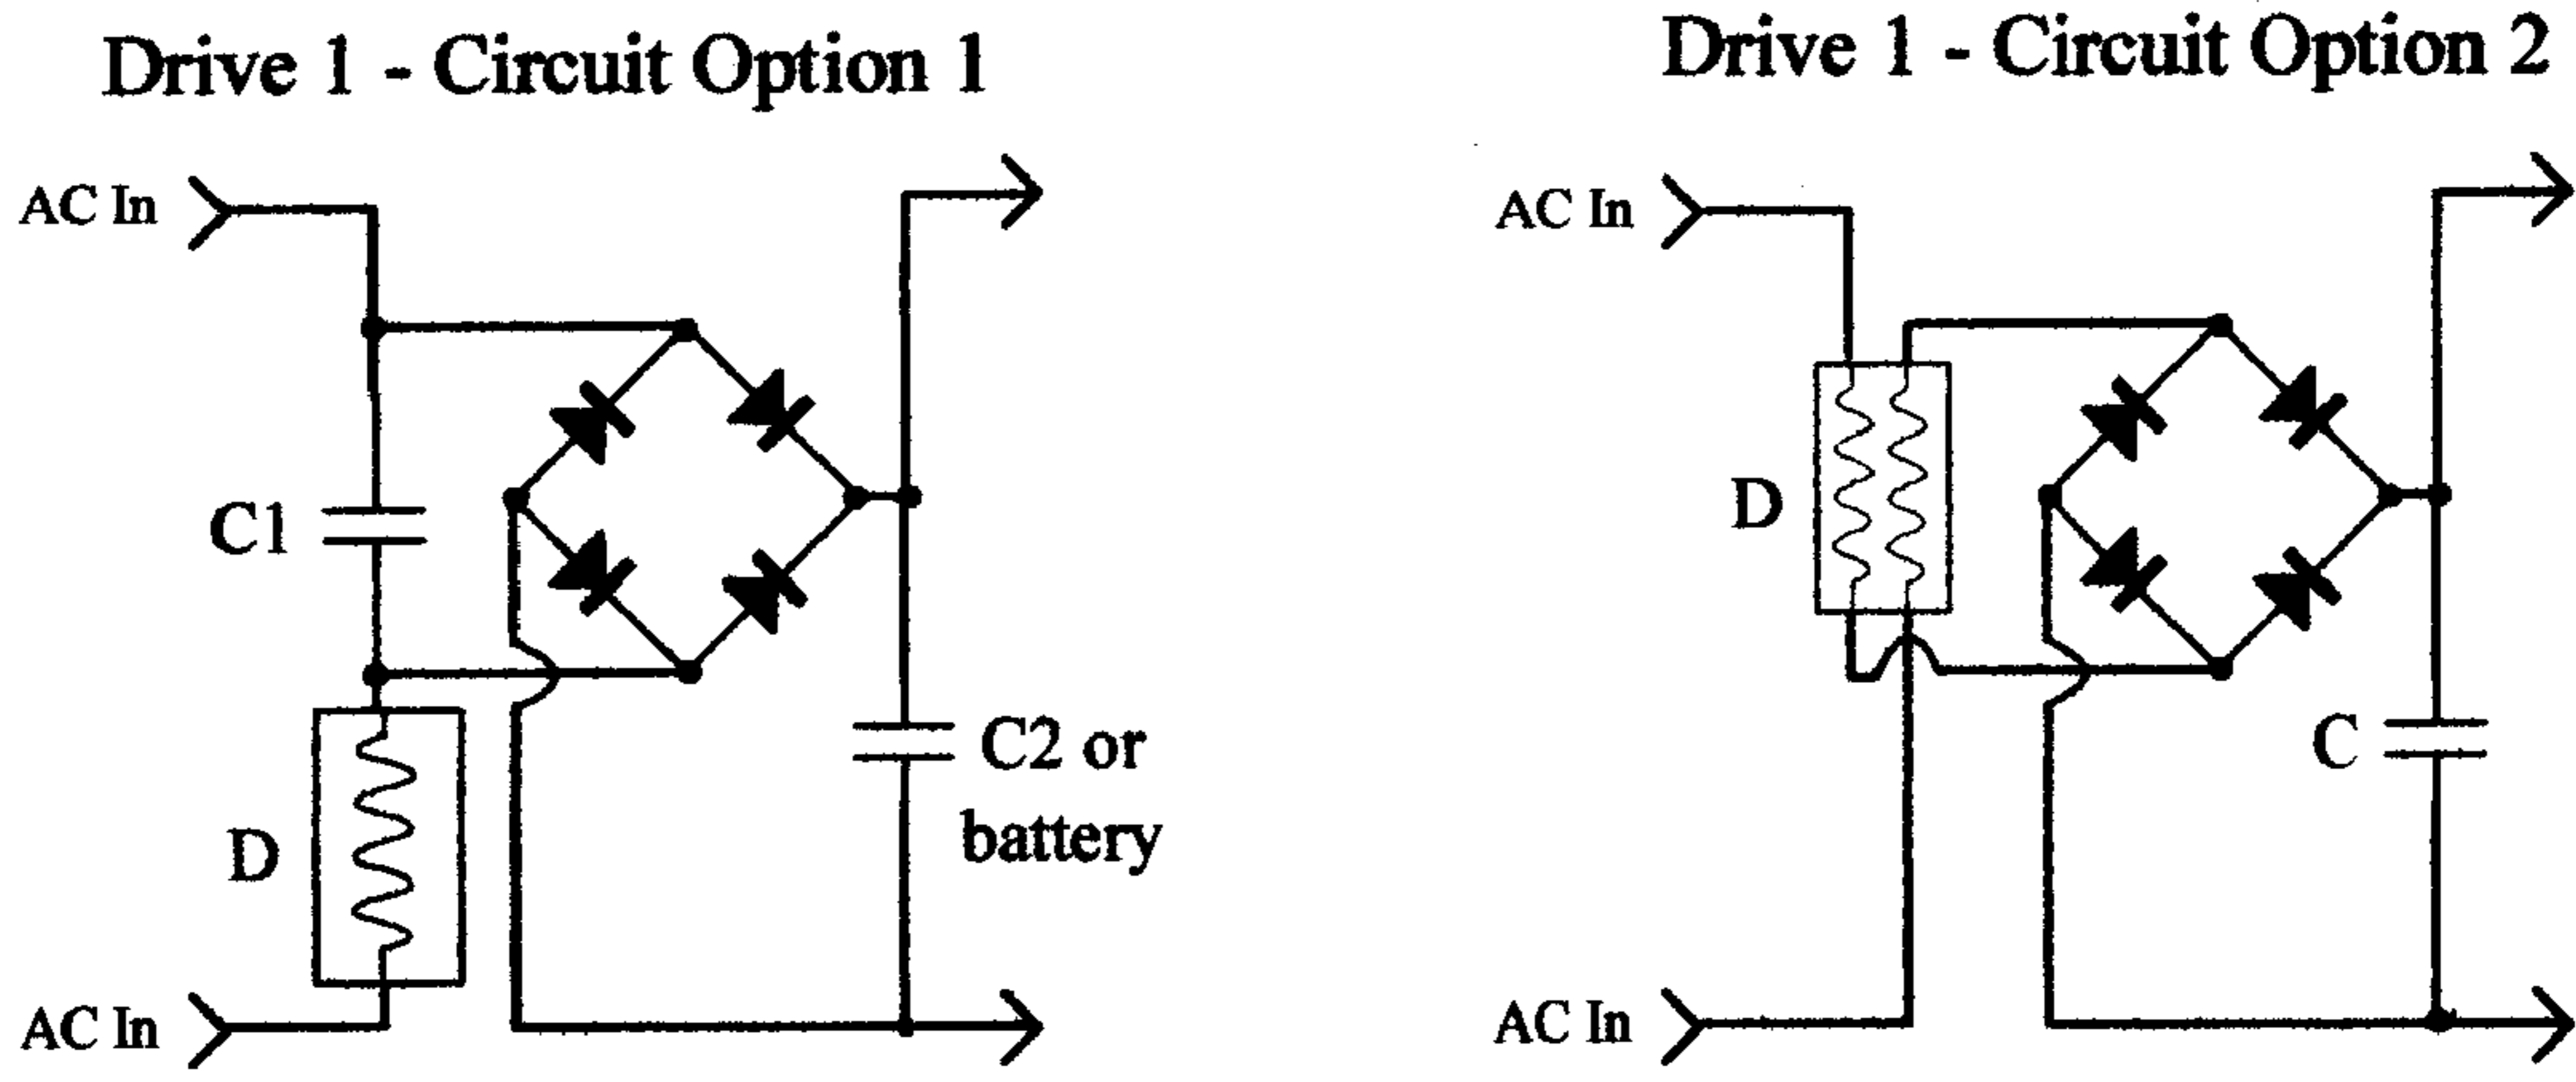 Drive 1 - Circuit Option 1
AC In
C1
D
AC In
C2 or
battery
Drive 1 - Circuit Option 2
AC In
D
C
AC In